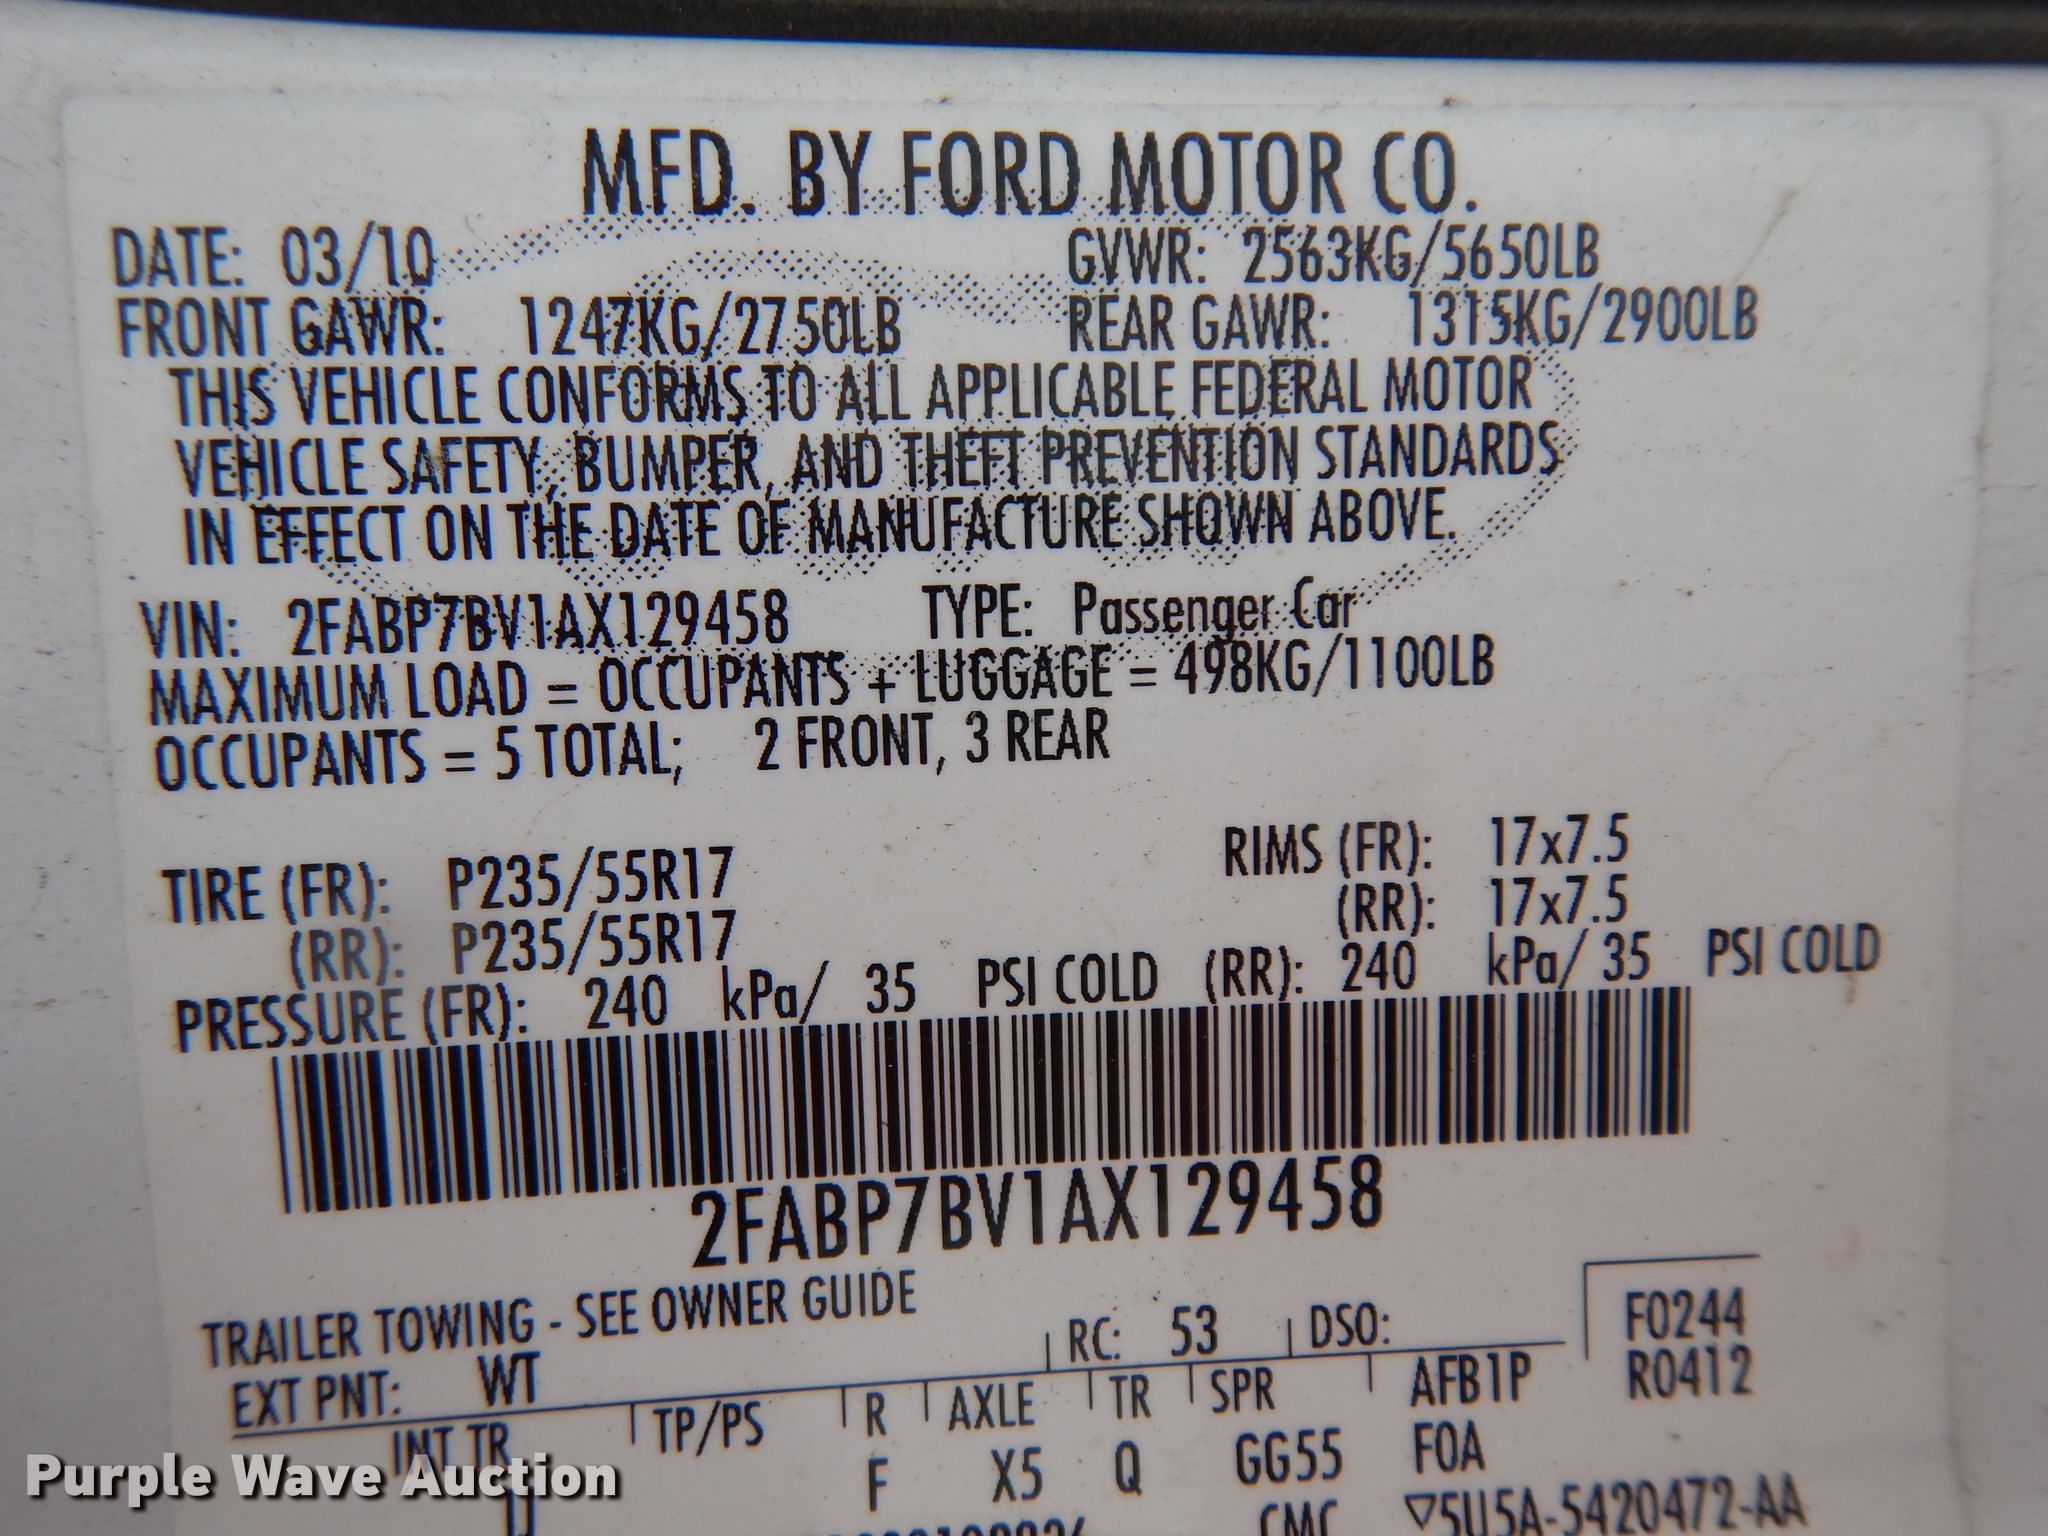 MFD. BY FORD MOTOR CO.
DATE: 03/10 GVWR: 2563KG/5650LB
FRONT GAWR: 1247KG/2750LB REAR GAWR: 1315KG/2900LB
THIS VEHICLE CONFORMS TO ALL APPLICABLE FEDERAL MOTOR
VEHICLE SAFETY, BUMPER, AND THEFT PREVENTION STANDARDS
IN EFFECT ON THE DATE OF MANUFACTURE SHOWN ABOVE.
VIN: 2FABP7BV1AX129458 TYPE: Passenger Car
MAXIMUM LOAD = OCCUPANTS + LUGGAGE = 498KG/1100LB
OCCUPANTS = 5 TOTAL; 2 FRONT, 3 REAR
TIRE (FR): P235/55R17 RIMS (FR): 17x7.5
(RR): P235/55R17 (RR): 17x7.5
PRESSURE (FR): 240 kPa/ 35 PSI COLD (RR): 240 kPa/ 35 PSI COLD
2FABP7BV1AX129458
TRAILER TOWING - SEE OWNER GUIDE
EXT PNT: WT RC: 53 DSO: F0244
R0412
INT TR TP/PS R AXLE TR SPR AFB1P
F X5 Q GG55 FOA
CMC ▽5U5A-5420472-AA
Purple Wave Auction